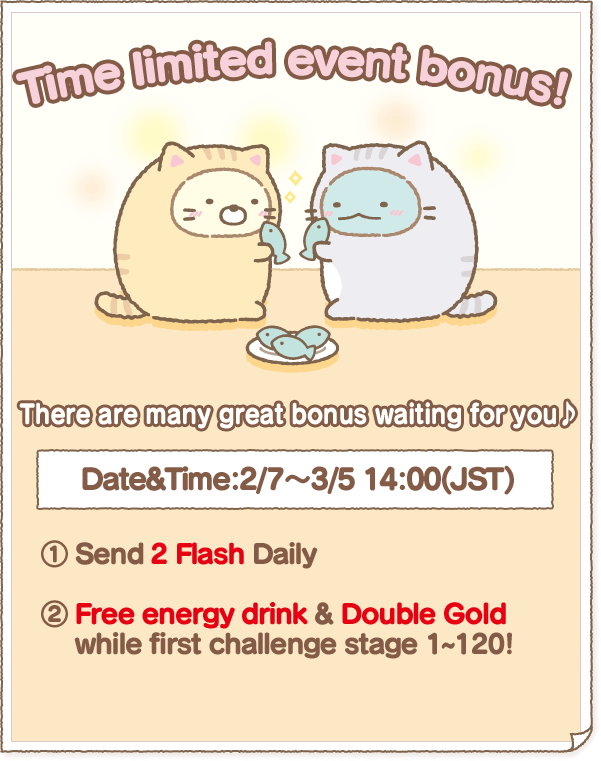 Time limited event bonus!
There are many great bonus waiting for you♪
Date&Time:2/7～3/5 14:00(JST)
① Send 2 Flash Daily
② Free energy drink & Double Gold
while first challenge stage 1~120!